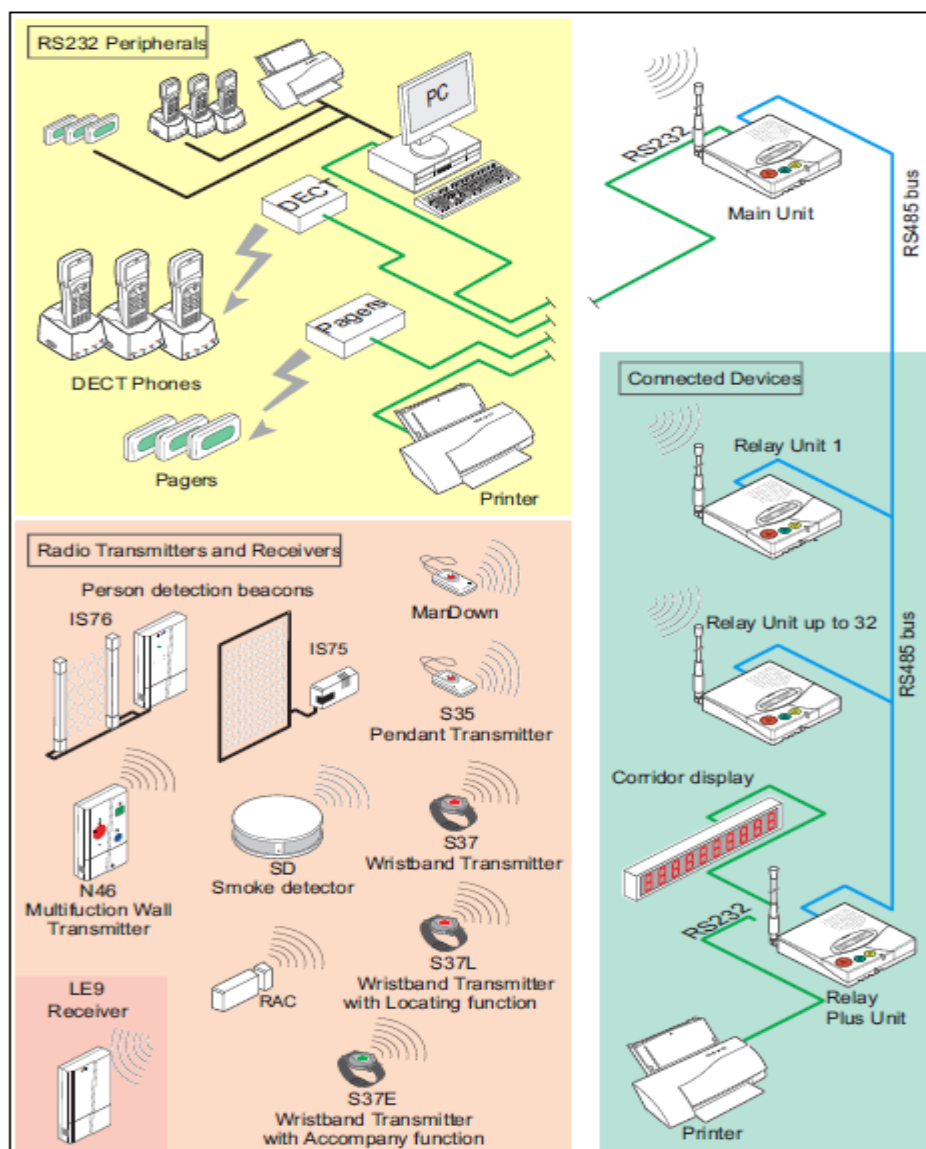 RS232 Peripherals
PC
DECT
DECT Phones
Pagers
Pagers
Printer
RS232
Main Unit
RS485 bus
Connected Devices
Relay Unit 1
Relay Unit up to 32
RS485 bus
Corridor display
RS232
Relay
Plus Unit
Printer
Radio Transmitters and Receivers
Person detection beacons
IS76
IS75
ManDown
S35
Pendant Transmitter
N46
Multifuction Wall
Transmitter
SD
Smoke detector
S37
Wristband Transmitter
RAC
S37L
Wristband Transmitter
with Locating function
S37E
Wristband Transmitter
with Accompany function
LE9
Receiver